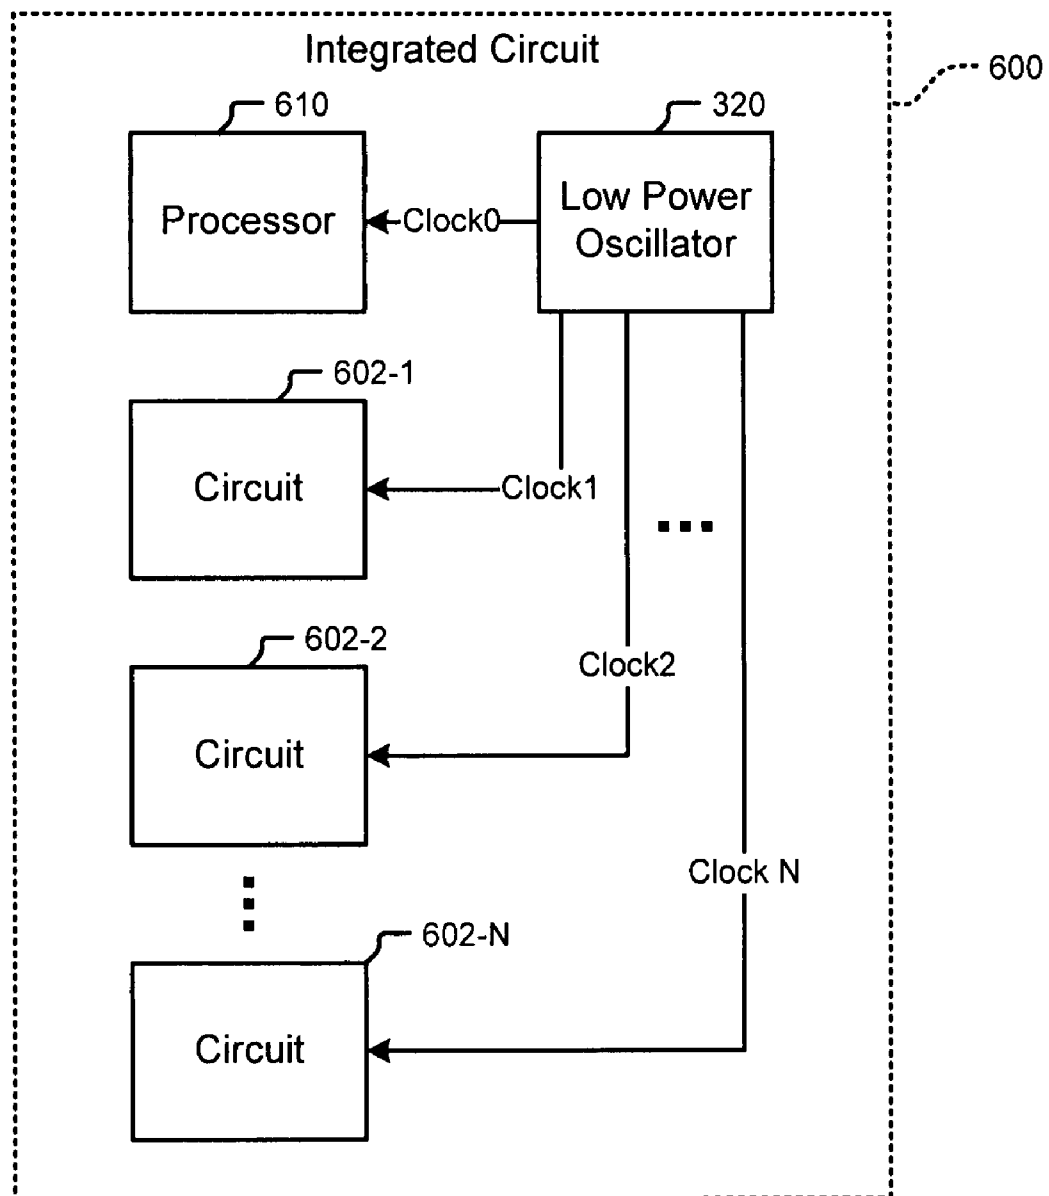 Integrated Circuit
600
610
320
Processor
Clock0
Low Power
Oscillator
602-1
Circuit
Clock1
602-2
Clock2
Circuit
Clock N
602-N
Circuit